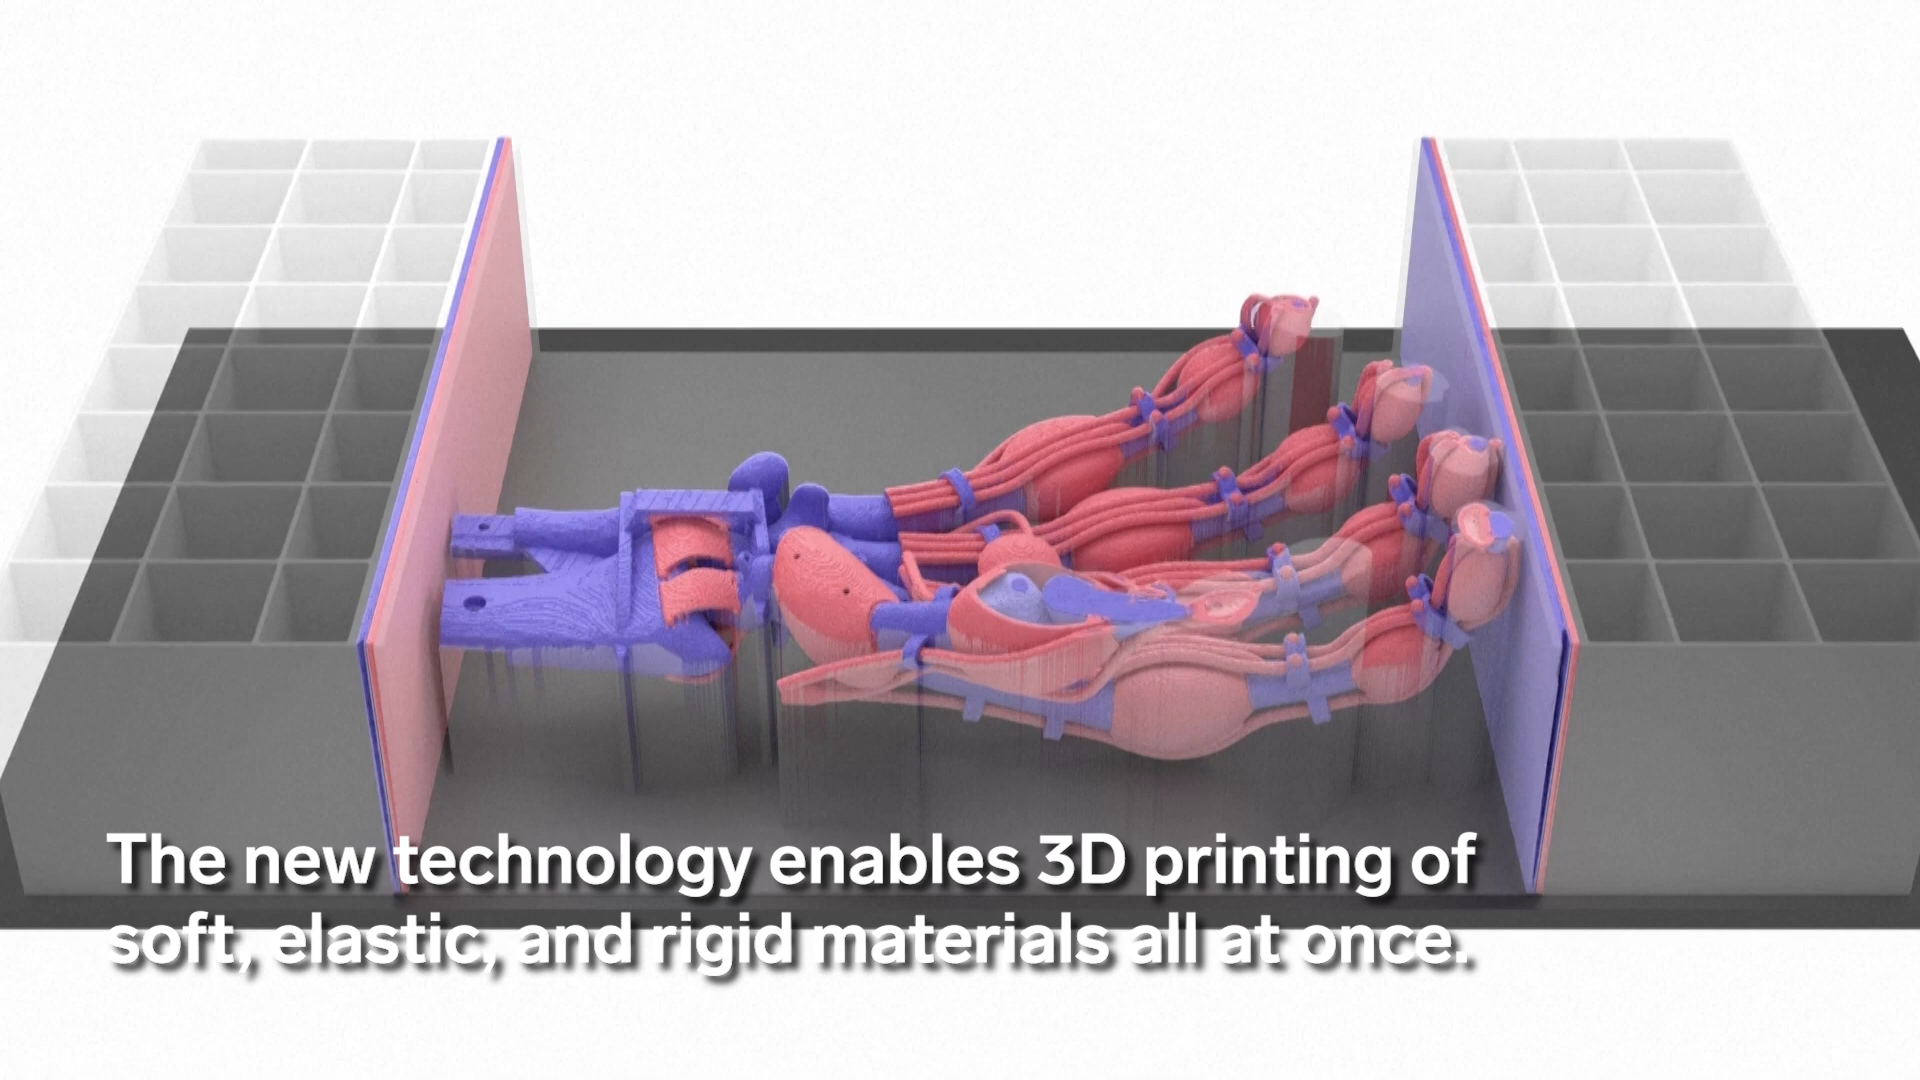 The new technology enables 3D printing of
soft, elastic, and rigid materials all at once.